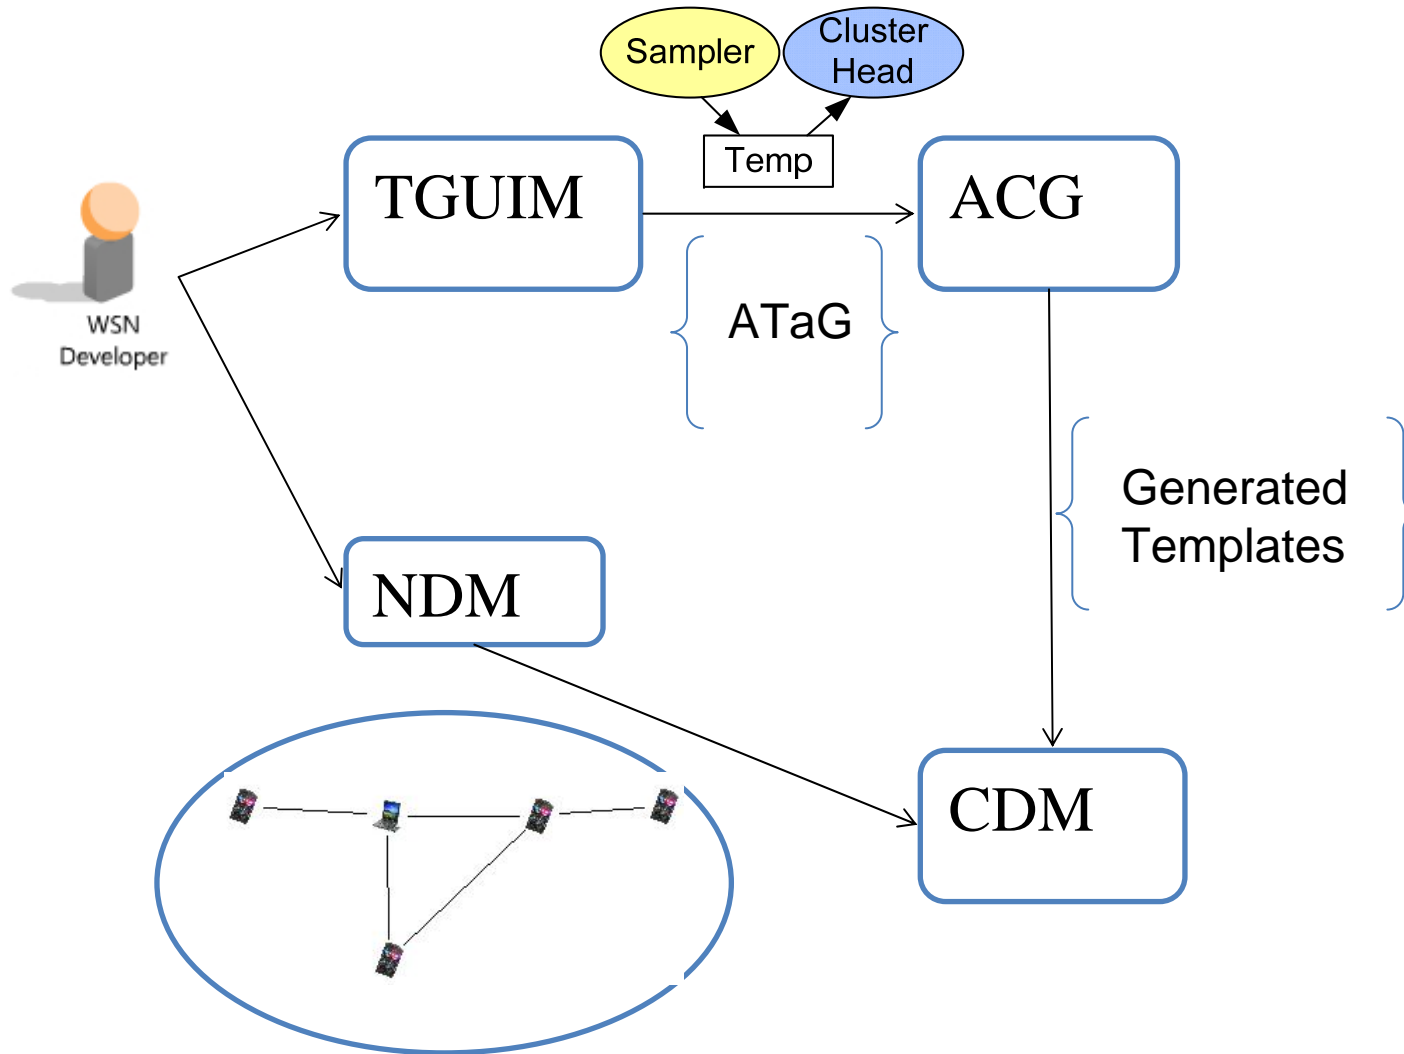 Sampler
Cluster
Head
Temp
TGUIM
ACG
WSN
Developer
ATaG
Generated
Templates
NDM
CDM